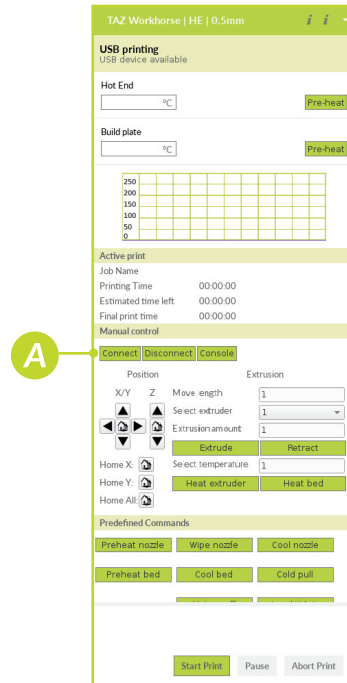 TAZ Workhorse | HE | 0.5mm i i
USB printing
USB device available
Hot End
°C Pre-heat
Build plate
°C Pre-heat
250
200
150
100
50
0
Active print
Job Name
Printing Time 00:00:00
Estimated time left 00:00:00
Final print time 00:00:00
Manual control
A
Connect Disconnect Console
Position Extrusion
X/Y Z Move length 1
Select extruder 1
Extrusion amount 1
Extrude Retract
Home X: Select temperature 1
Home Y: Heat extruder Heat bed
Home All:
Predefined Commands
Preheat nozzle Wipe nozzle Cool nozzle
Preheat bed Cool bed Cold pull
Start Print Pause Abort Print